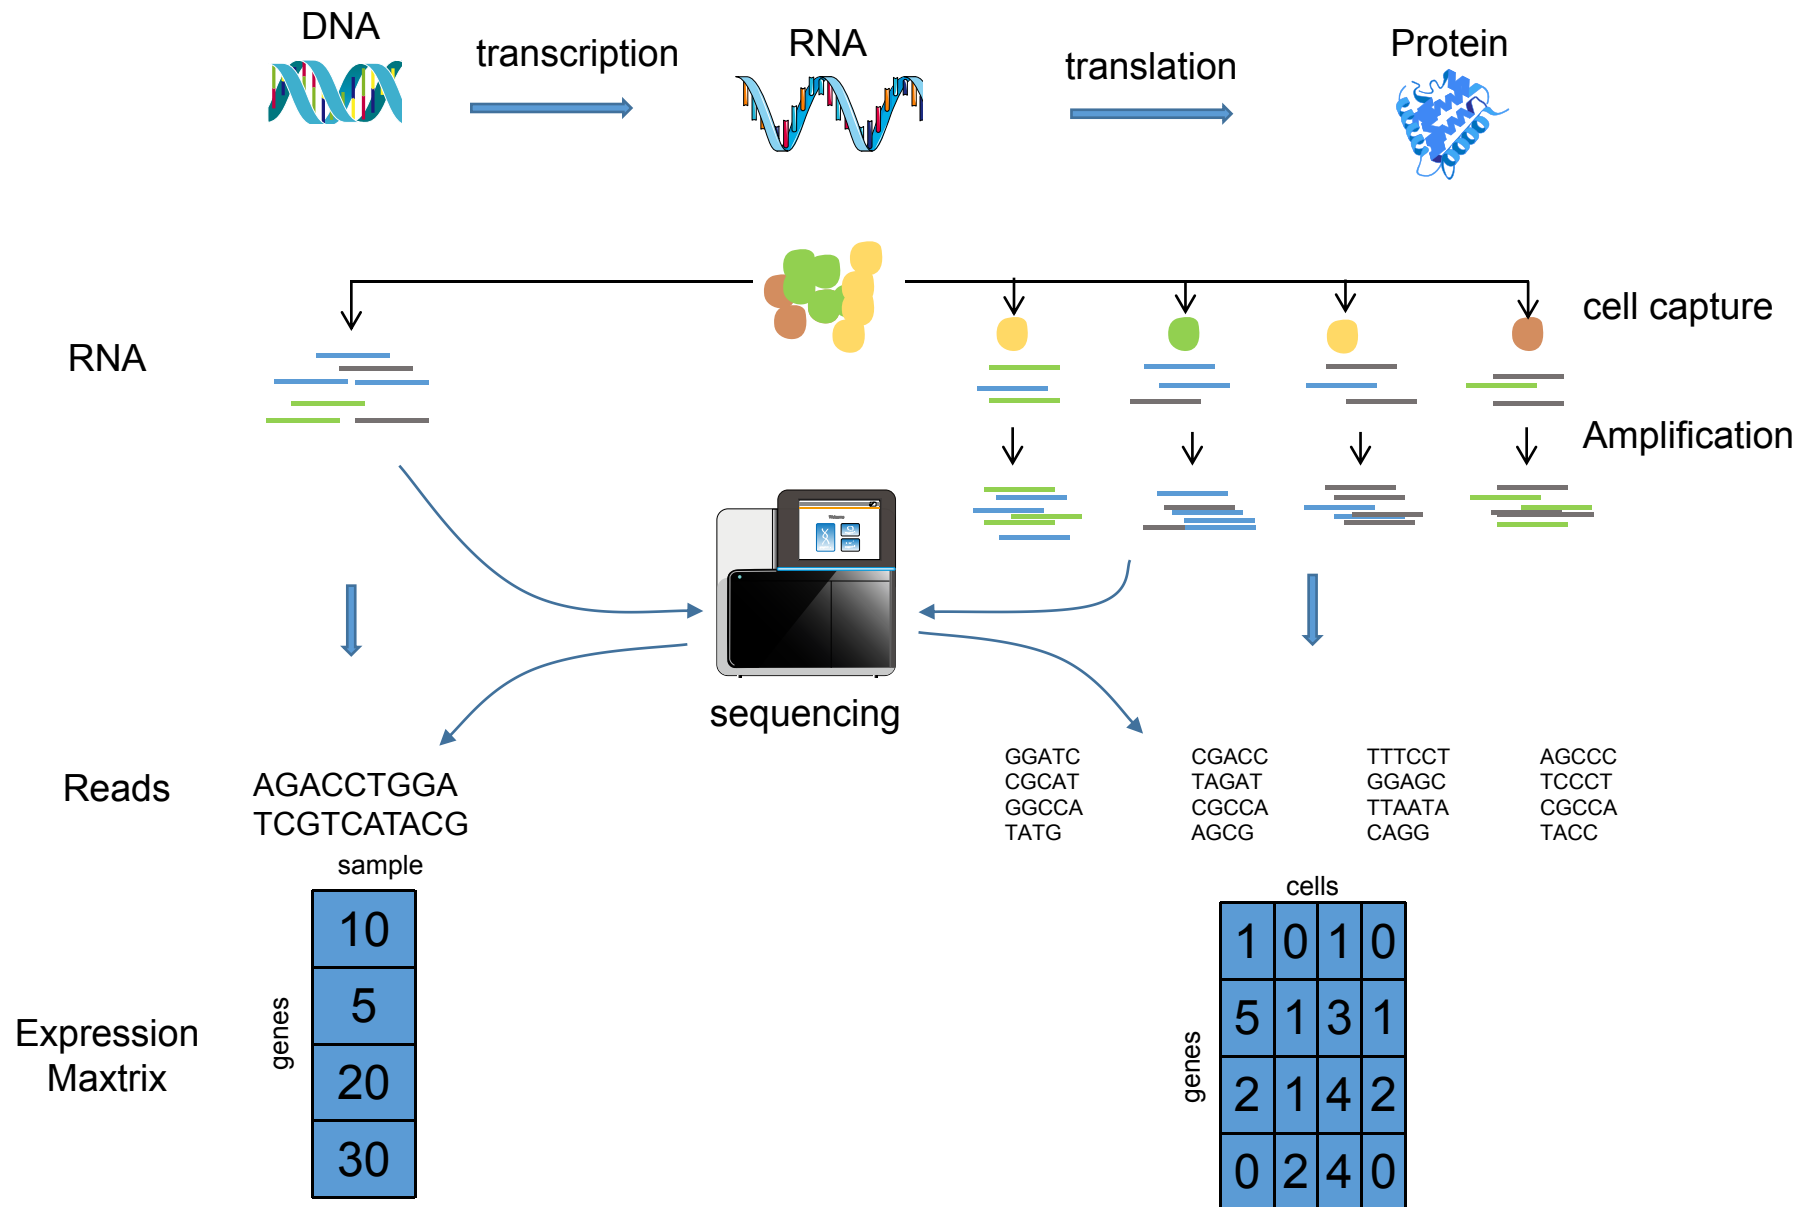 DNA
transcription
RNA
translation
Protein
cell capture
RNA
Amplification
Welcome
sequencing
Reads
AGACCTGGA
TCGTCATACG
GGATC
CGCAT
GGCCA
TATG
CGACC
TAGAT
CGCCA
AGCG
TTTCCT
GGAGC
TTAATA
CAGG
AGCCC
TCCCT
CGCCA
TACC
sample
genes
10
5
20
30
Expression
Maxtrix
cells
genes
1 0 1 0
5 1 3 1
2 1 4 2
0 2 4 0